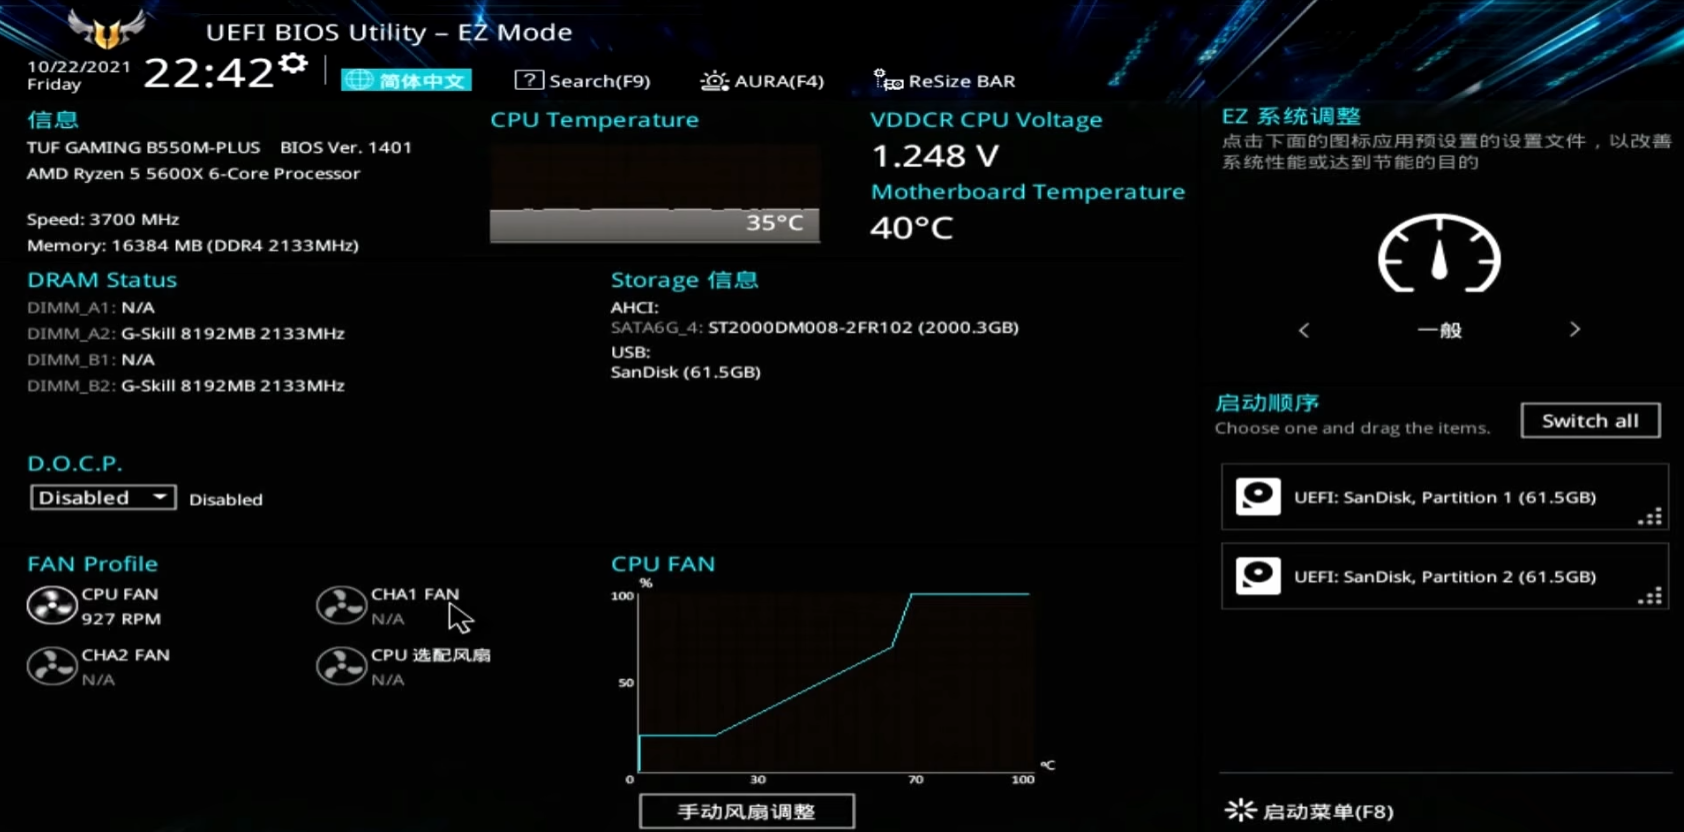 UEFI BIOS Utility – EZ Mode
10/22/2021
Friday
22:42
简体中文
? Search(F9)
AURA(F4)
ReSize BAR
信息
TUF GAMING B550M-PLUS BIOS Ver. 1401
AMD Ryzen 5 5600X 6-Core Processor
Speed: 3700 MHz
Memory: 16384 MB (DDR4 2133MHz)
CPU Temperature
35°C
VDDCR CPU Voltage
1.248 V
Motherboard Temperature
40°C
EZ 系统调整
点击下面的图标应用预设置的设置文件，以改善
系统性能或达到节能的目的
一般
DRAM Status
DIMM_A1: N/A
DIMM_A2: G-Skill 8192MB 2133MHz
DIMM_B1: N/A
DIMM_B2: G-Skill 8192MB 2133MHz
Storage 信息
AHCI:
SATA6G_4: ST2000DM008-2FR102 (2000.3GB)
USB:
SanDisk (61.5GB)
D.O.C.P.
Disabled Disabled
启动顺序
Choose one and drag the items.
Switch all
UEFI: SanDisk, Partition 1 (61.5GB)
UEFI: SanDisk, Partition 2 (61.5GB)
FAN Profile
CPU FAN
927 RPM
CHA1 FAN
N/A
CHA2 FAN
N/A
CPU 选配风扇
N/A
CPU FAN
%
100
50
0 30 70 100
°C
手动风扇调整
启动菜单(F8)